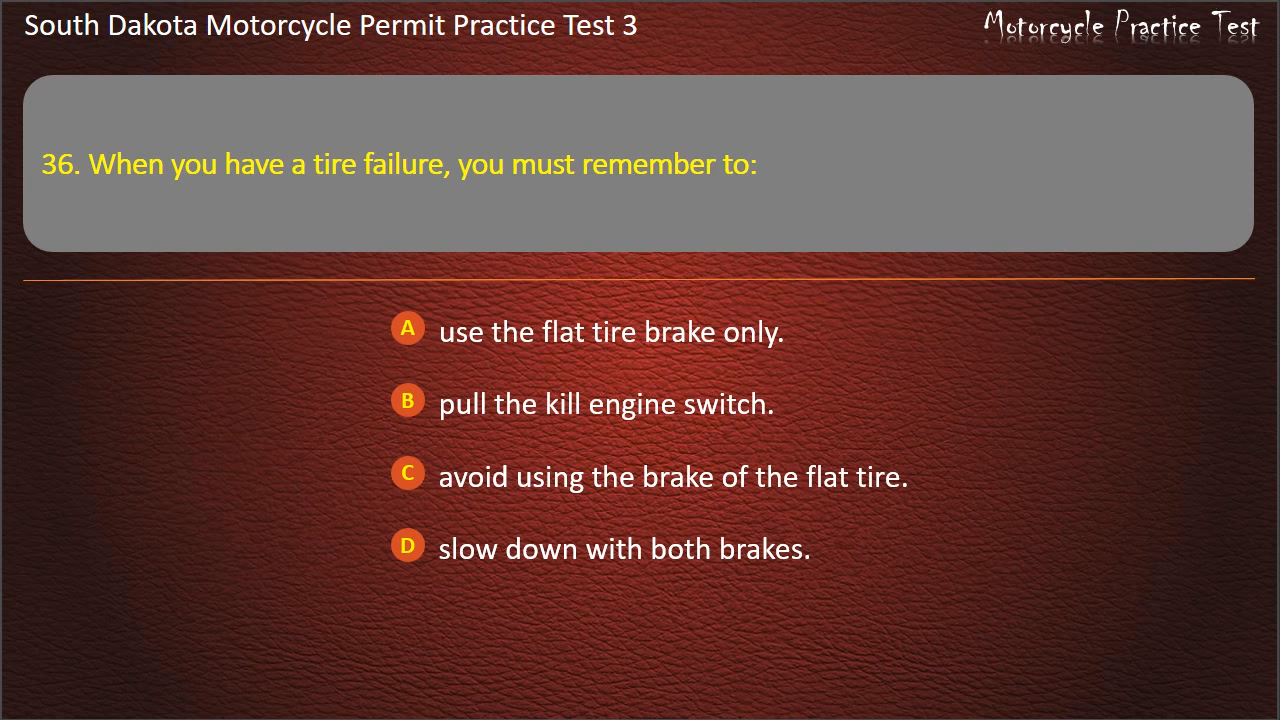 South Dakota Motorcycle Permit Practice Test 3
Motorcycle Practice Test
36. When you have a tire failure, you must remember to:
A use the flat tire brake only.
B pull the kill engine switch.
C avoid using the brake of the flat tire.
D slow down with both brakes.